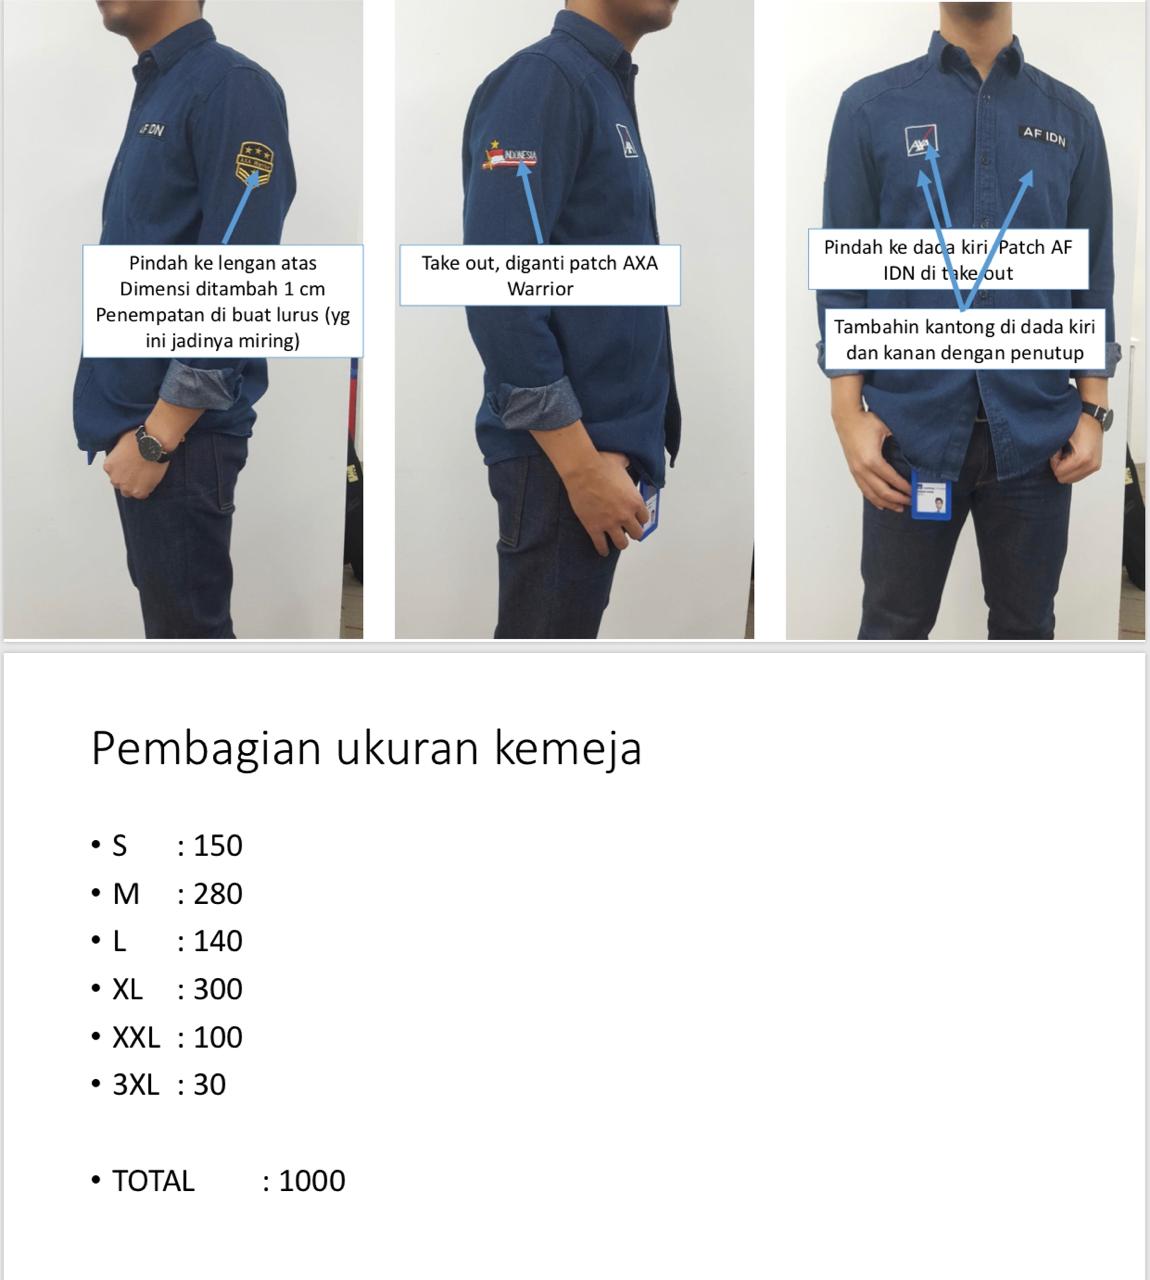 AF IDN
INDONESIA
AXA
AF IDN
Pindah ke lengan atas
Dimensi ditambah 1 cm
Penempatan di buat lurus (yg
ini jadinya miring)
Take out, diganti patch AXA
Warrior
Pindah ke dada kiri. Patch AF
IDN di take out
Tambahin kantong di dada kiri
dan kanan dengan penutup
Pembagian ukuran kemeja
• S : 150
• M : 280
• L : 140
• XL : 300
• XXL : 100
• 3XL : 30
• TOTAL : 1000